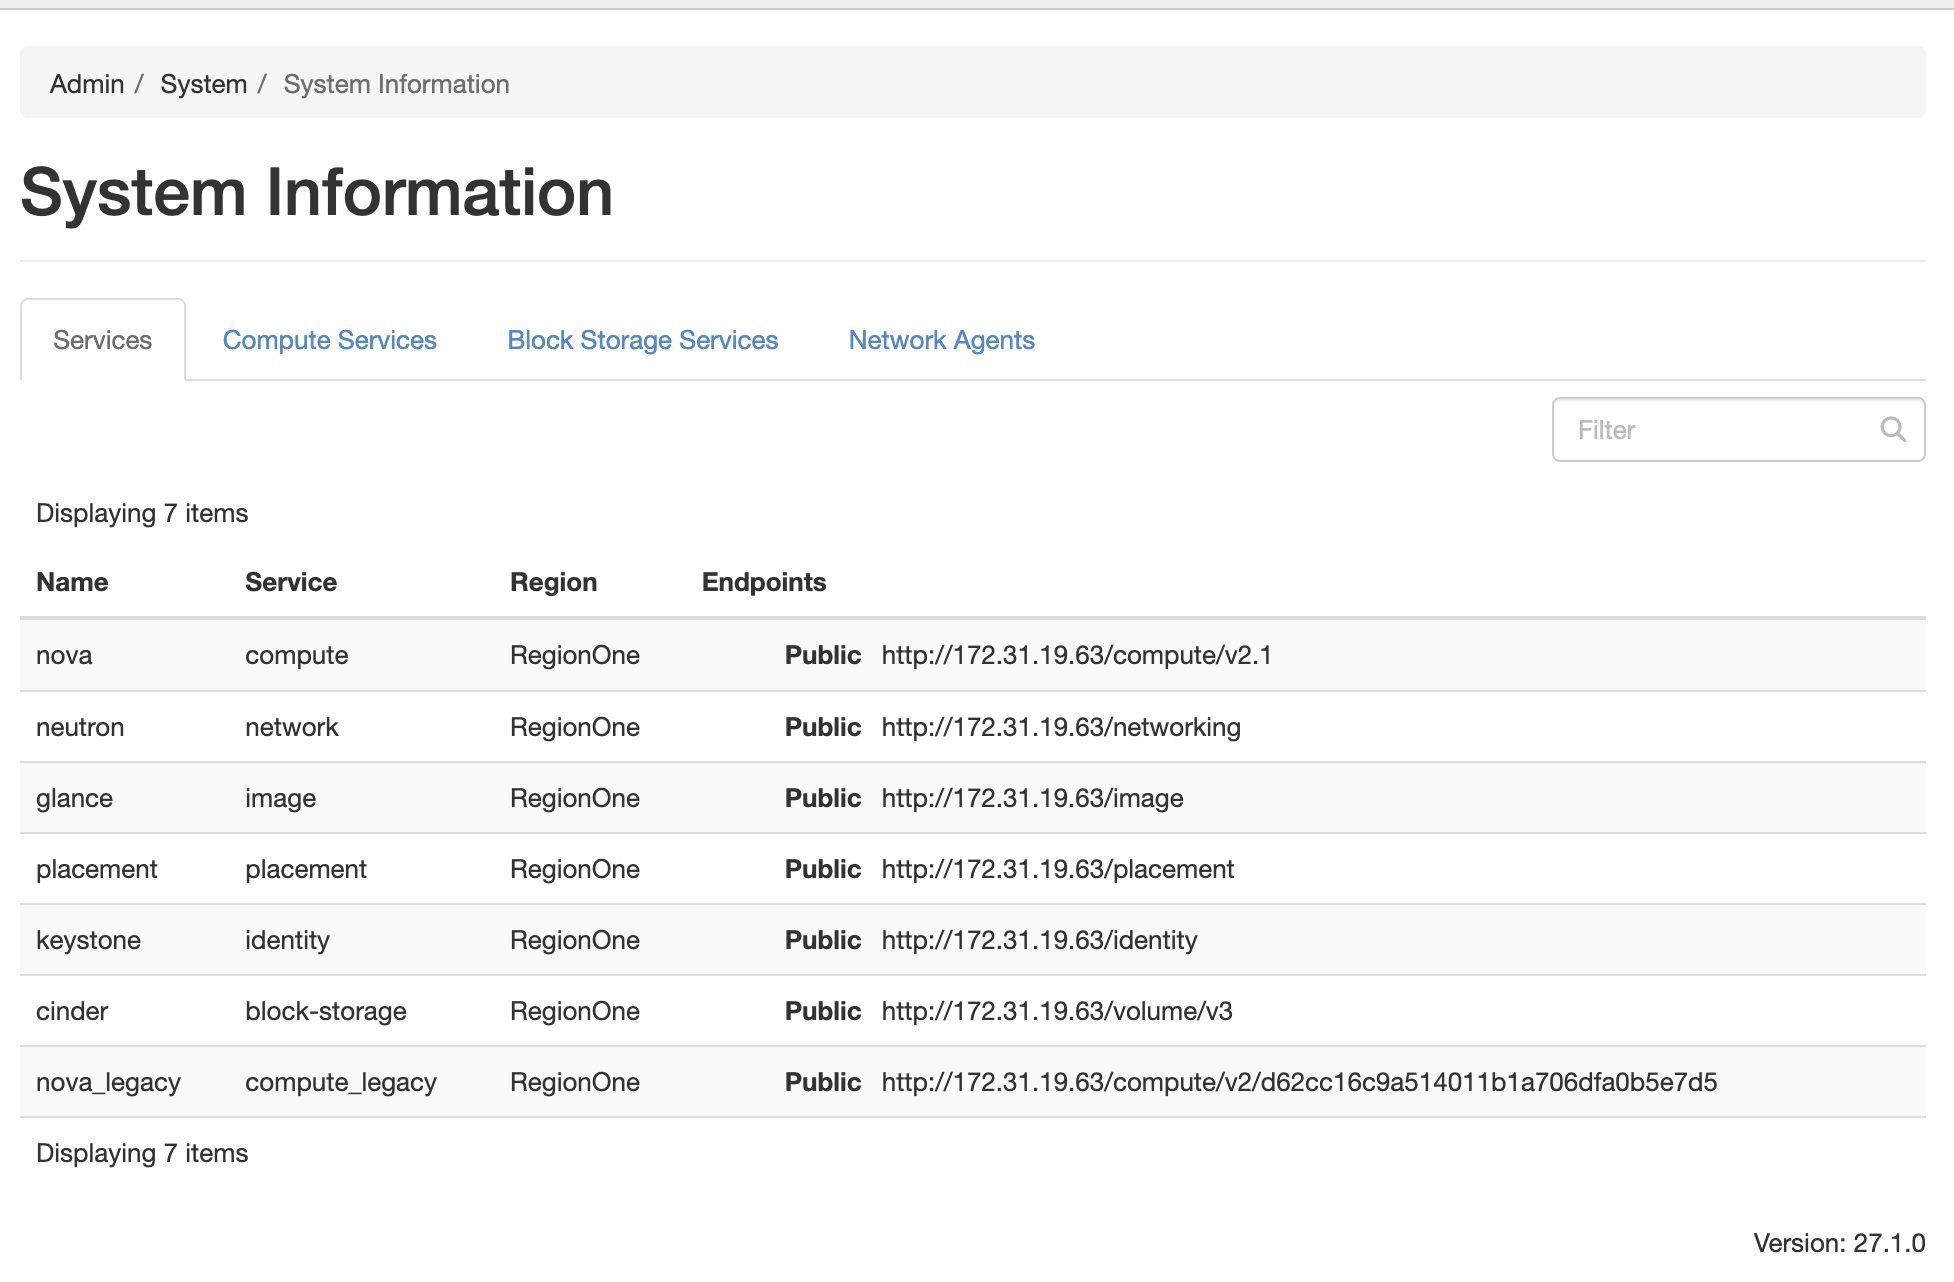 Admin / System / System Information
System Information
Services Compute Services Block Storage Services Network Agents
Filter
Displaying 7 items
Name Service Region Endpoints
nova compute RegionOne Public http://172.31.19.63/compute/v2.1
neutron network RegionOne Public http://172.31.19.63/networking
glance image RegionOne Public http://172.31.19.63/image
placement placement RegionOne Public http://172.31.19.63/placement
keystone identity RegionOne Public http://172.31.19.63/identity
cinder block-storage RegionOne Public http://172.31.19.63/volume/v3
nova_legacy compute_legacy RegionOne Public http://172.31.19.63/compute/v2/d62cc16c9a514011b1a706dfa0b5e7d5
Displaying 7 items
Version: 27.1.0